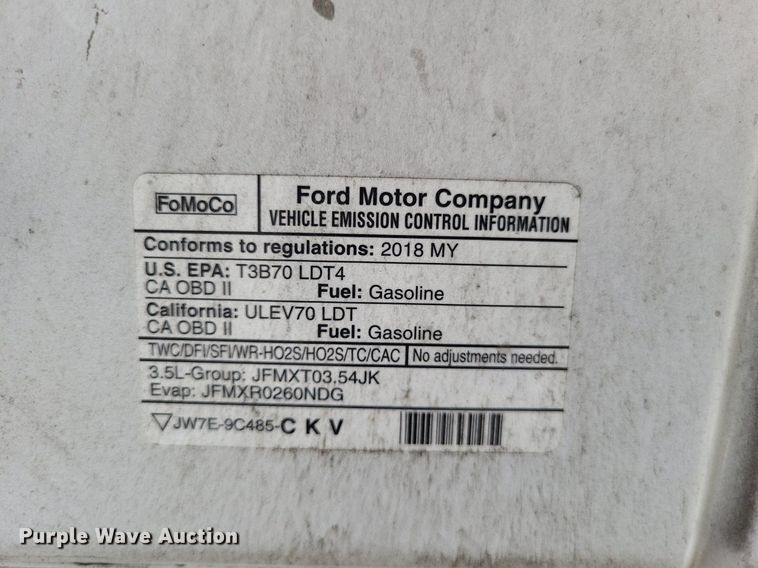 FoMoCo
Ford Motor Company
VEHICLE EMISSION CONTROL INFORMATION
Conforms to regulations: 2018 MY
U.S. EPA: T3B70 LDT4
CA OBD II Fuel: Gasoline
California: ULEV70 LDT
CA OBD II Fuel: Gasoline
TWC/DFI/SFI/WR-HO2S/HO2S/TC/CAC No adjustments needed.
3.5L-Group: JFMXT03.54JK
Evap: JFMXR0260NDG
JW7E-9C485-C K V
Purple Wave Auction